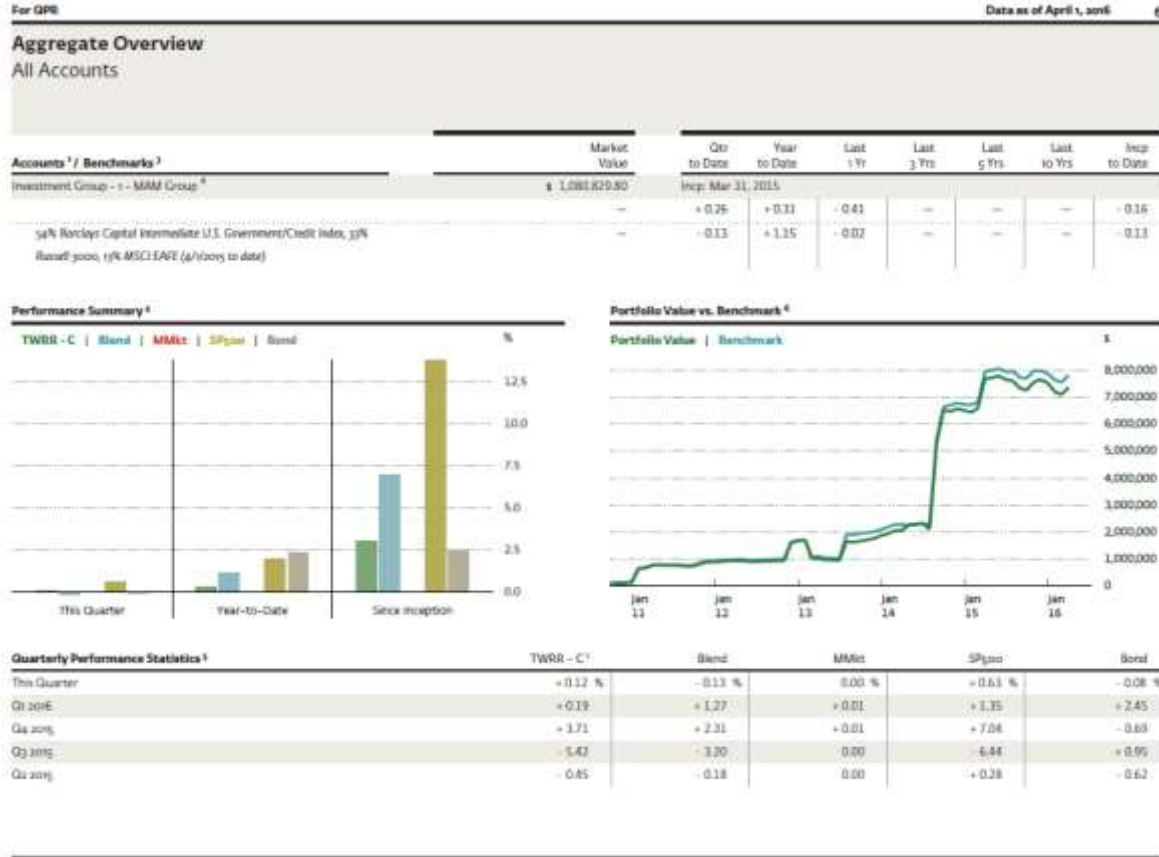 For QPR Data as of April 1, 2016
Aggregate Overview
All Accounts
Market Qtr Year Last Last Last Last Incp
Accounts ¹ / Benchmarks ³ Value to Date to Date 1 Yr 3 Yrs 5 Yrs 10 Yrs to Date
Investment Group - 1 - MAM Group $ 1,080,829.80 Incp: Mar 31, 2015
— + 0.26 + 0.33 - 0.41 — — — - 0.16
54% Barclays Capital Intermediate U.S. Government/Credit Index, 33% — - 0.13 + 1.15 - 0.02 — — — - 0.13
Russell 3000, 13% MSCI EAFE (4/1/2015 to date)
Performance Summary Portfolio Value vs. Benchmark
TWRR - C | Blend | MMkt | SP500 | Bond % Portfolio Value | Benchmark $
12.5
10.0
7.5
5.0
2.5
0.0
This Quarter Year-to-Date Since Inception
8,000,000
7,000,000
6,000,000
5,000,000
4,000,000
3,000,000
2,000,000
1,000,000
0
Jan Jan Jan Jan Jan Jan
11 12 13 14 15 16
Quarterly Performance Statistics ⁵ TWRR - C Blend MMkt SP500 Bond
This Quarter + 0.12 % - 0.13 % 0.00 % + 0.63 % - 0.08 %
Q1 2016 + 0.19 + 1.27 + 0.01 + 1.35 + 2.45
Q4 2015 + 3.71 + 2.31 + 0.01 + 7.04 - 0.69
Q3 2015 - 5.42 - 3.20 0.00 - 6.44 + 0.95
Q2 2015 - 0.45 - 0.18 0.00 + 0.28 - 0.62